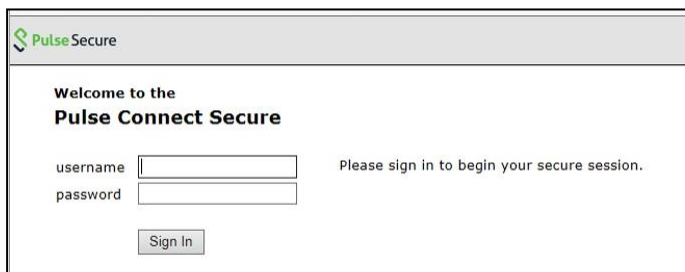 Pulse Secure
Welcome to the
Pulse Connect Secure
username
Please sign in to begin your secure session.
password
Sign In